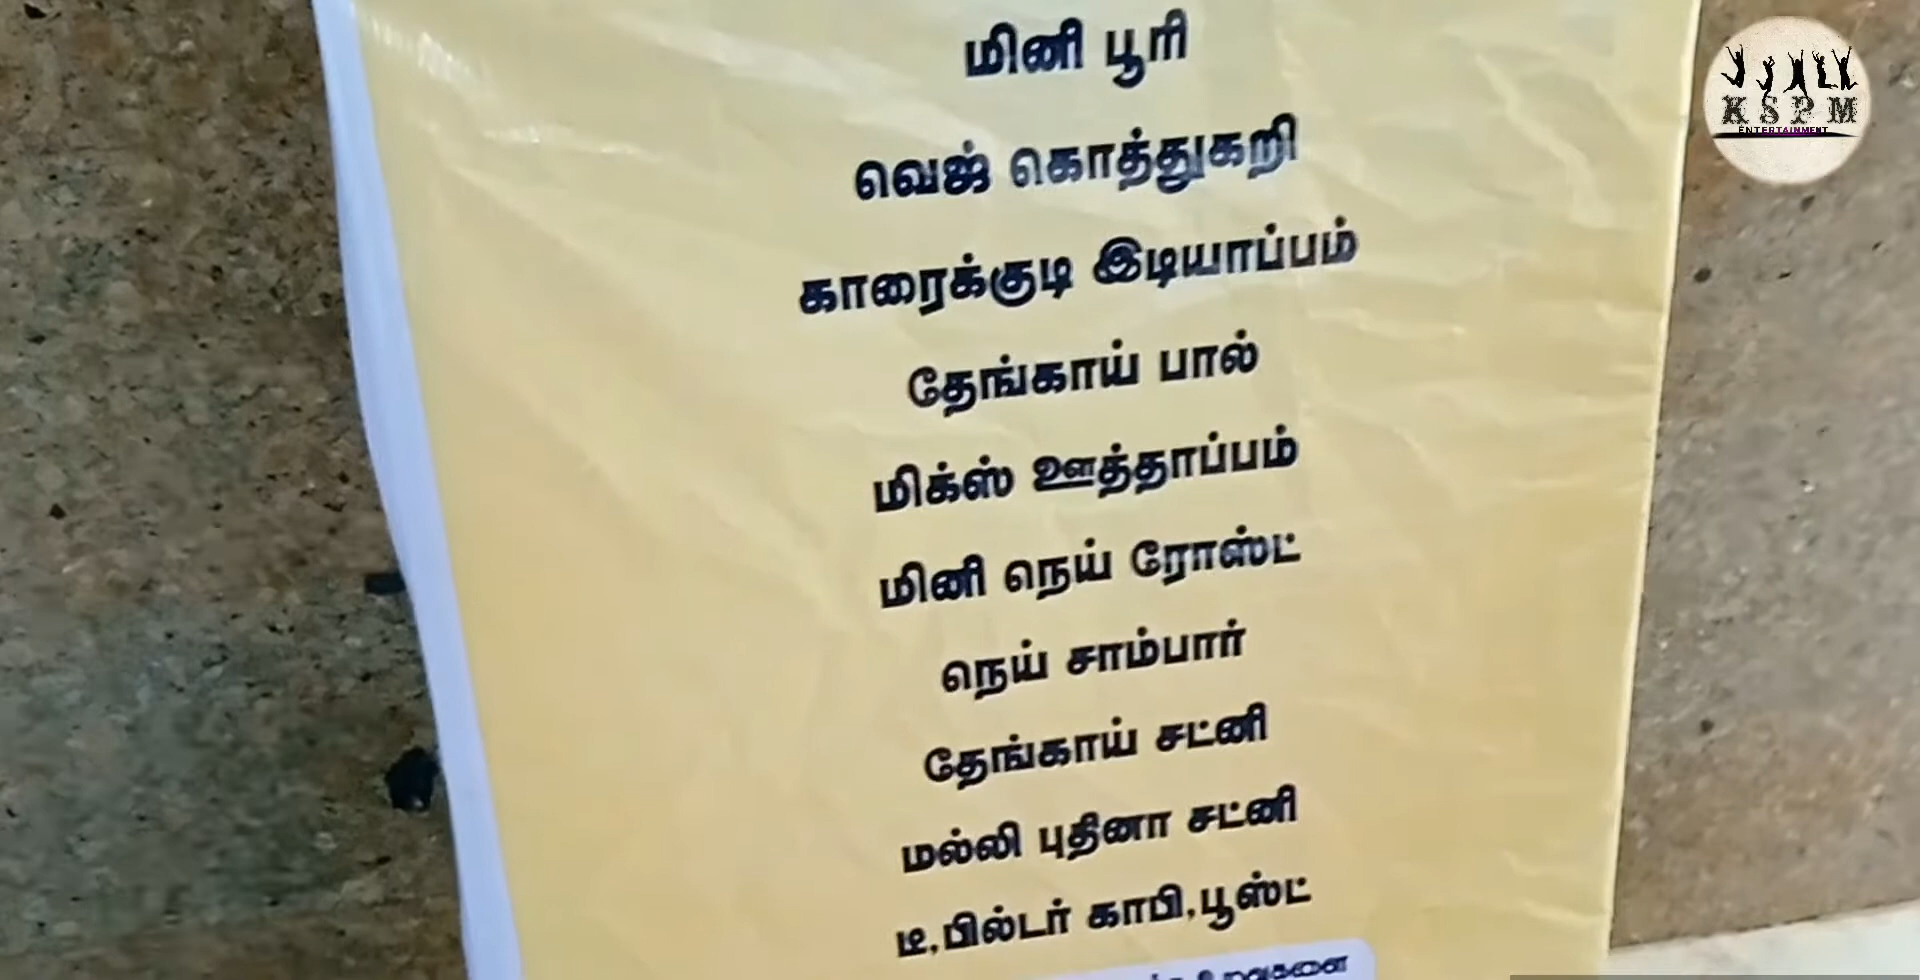 மினி பூரி
வெஜ் கொத்துகறி
காரைக்குடி இடியாப்பம்
தேங்காய் பால்
மிக்ஸ் ஊத்தாப்பம்
மினி நெய் ரோஸ்ட்
நெய் சாம்பார்
தேங்காய் சட்னி
மல்லி புதினா சட்னி
டீ,பில்டர் காபி,பூஸ்ட்
KSPM
ENTERTAINMENT